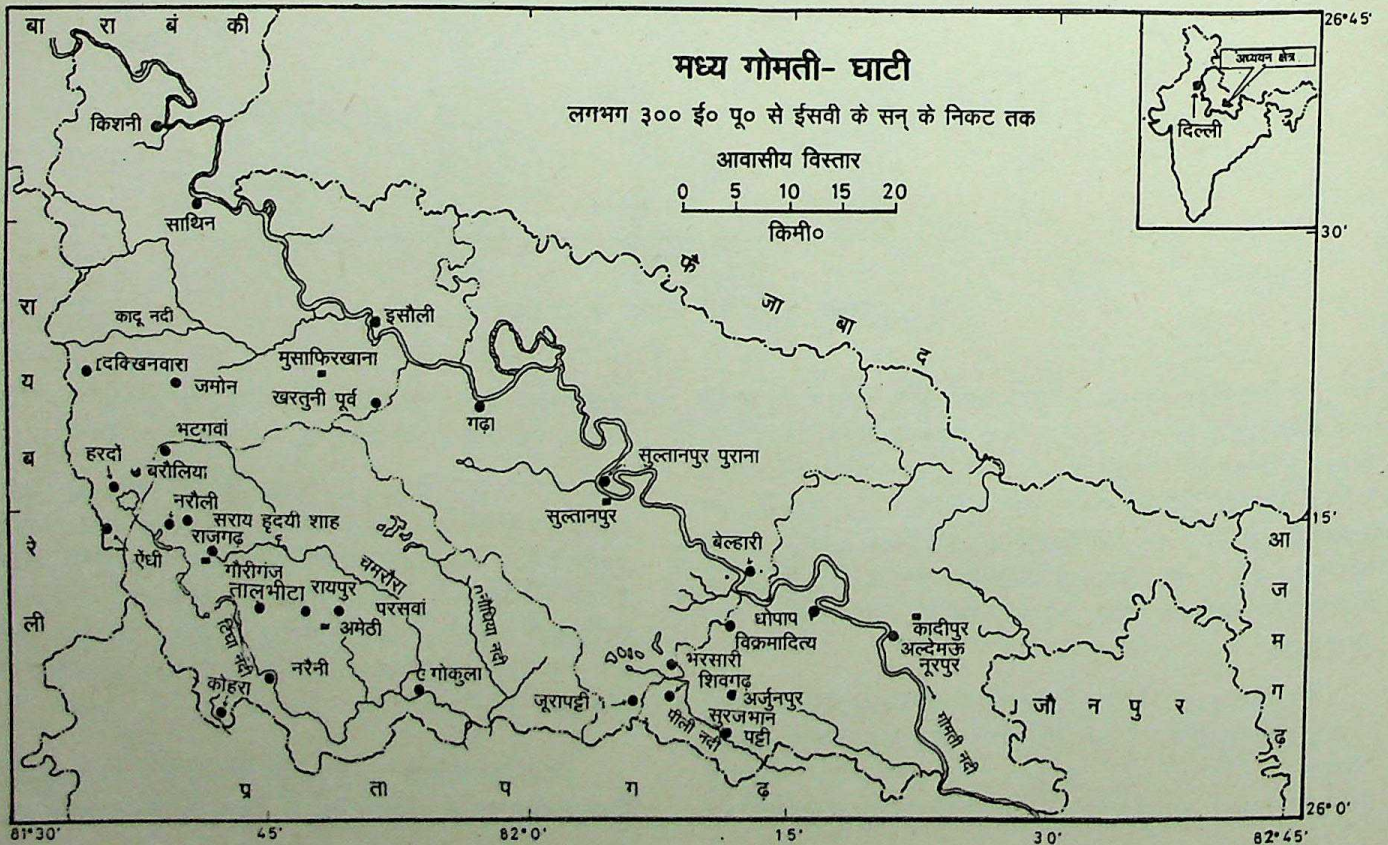 बा रा बं की
26°45'
मध्य गोमती- घाटी
लगभग ३०० ई० पू० से ईसवी के सन् के निकट तक
आवासीय विस्तार
0 5 10 15 20
किमी०
अध्ययन क्षेत्र
दिल्ली
30'
किशनी
साथिन
फै जा बा द
रा य ब रे ली
कादू नदी
इसौली
दक्खिनवारा
मुसाफिरखाना
जमोन
खरतुनी पूर्व
गढ़ा
भटगवां
हरदों
बरौलिया
सुल्तानपुर पुराना
नरौली
सुल्तानपुर
सराय हृदयी शाह
15'
राजगढ़
ऐंधी
गौरीगंज
चमरौरा
बेल्हारी
आ ज म ग ढ़
तालभीटा
रायपुर
परसवां
अमेठी
नौधिया नदी
धोपाप
कादीपुर
विक्रमादित्य
अल्देमऊ
नूरपुर
भरसारी
नरैनी
गोकुला
शिवगढ़
कोहरा
जूरापट्टी
अर्जुनपुर
सुरजभान
पट्टी
पीली नदी
गोमती नदी
जौ न पु र
प्र ता प ग ढ़
26°0'
81°30' 45' 82°0' 15' 30' 82°45'